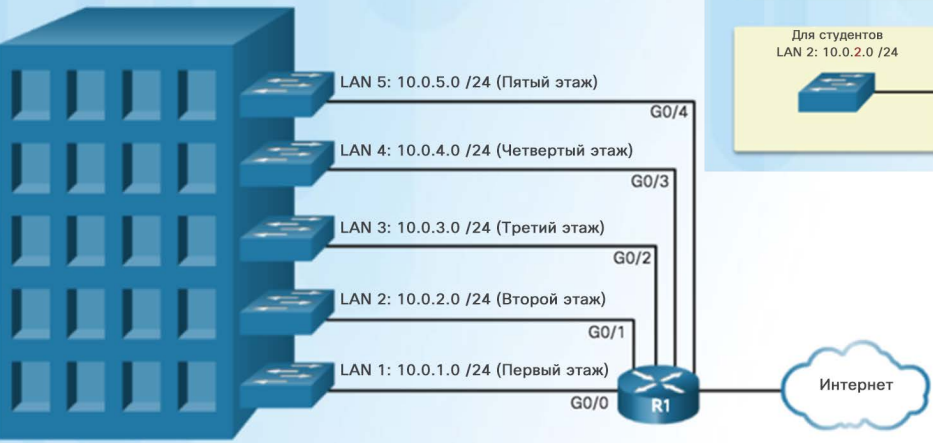 Для студентов
LAN 2: 10.0.2.0 /24
LAN 5: 10.0.5.0 /24 (Пятый этаж)
G0/4
LAN 4: 10.0.4.0 /24 (Четвертый этаж)
G0/3
LAN 3: 10.0.3.0 /24 (Третий этаж)
G0/2
LAN 2: 10.0.2.0 /24 (Второй этаж)
G0/1
LAN 1: 10.0.1.0 /24 (Первый этаж)
G0/0
R1
Интернет